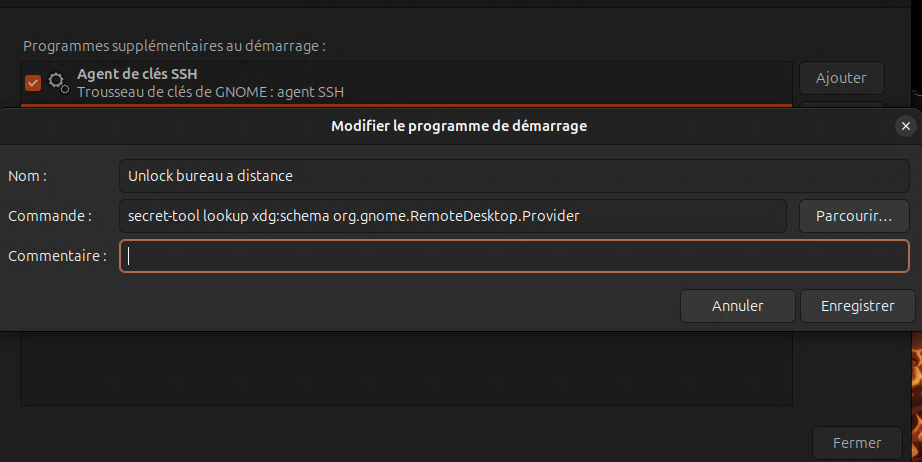 Programmes supplémentaires au démarrage :
Agent de clés SSH
Trousseau de clés de GNOME : agent SSH
Ajouter
Modifier le programme de démarrage
Nom :
Unlock bureau a distance
Commande :
secret-tool lookup xdg:schema org.gnome.RemoteDesktop.Provider
Parcourir…
Commentaire :
Annuler
Enregistrer
Fermer